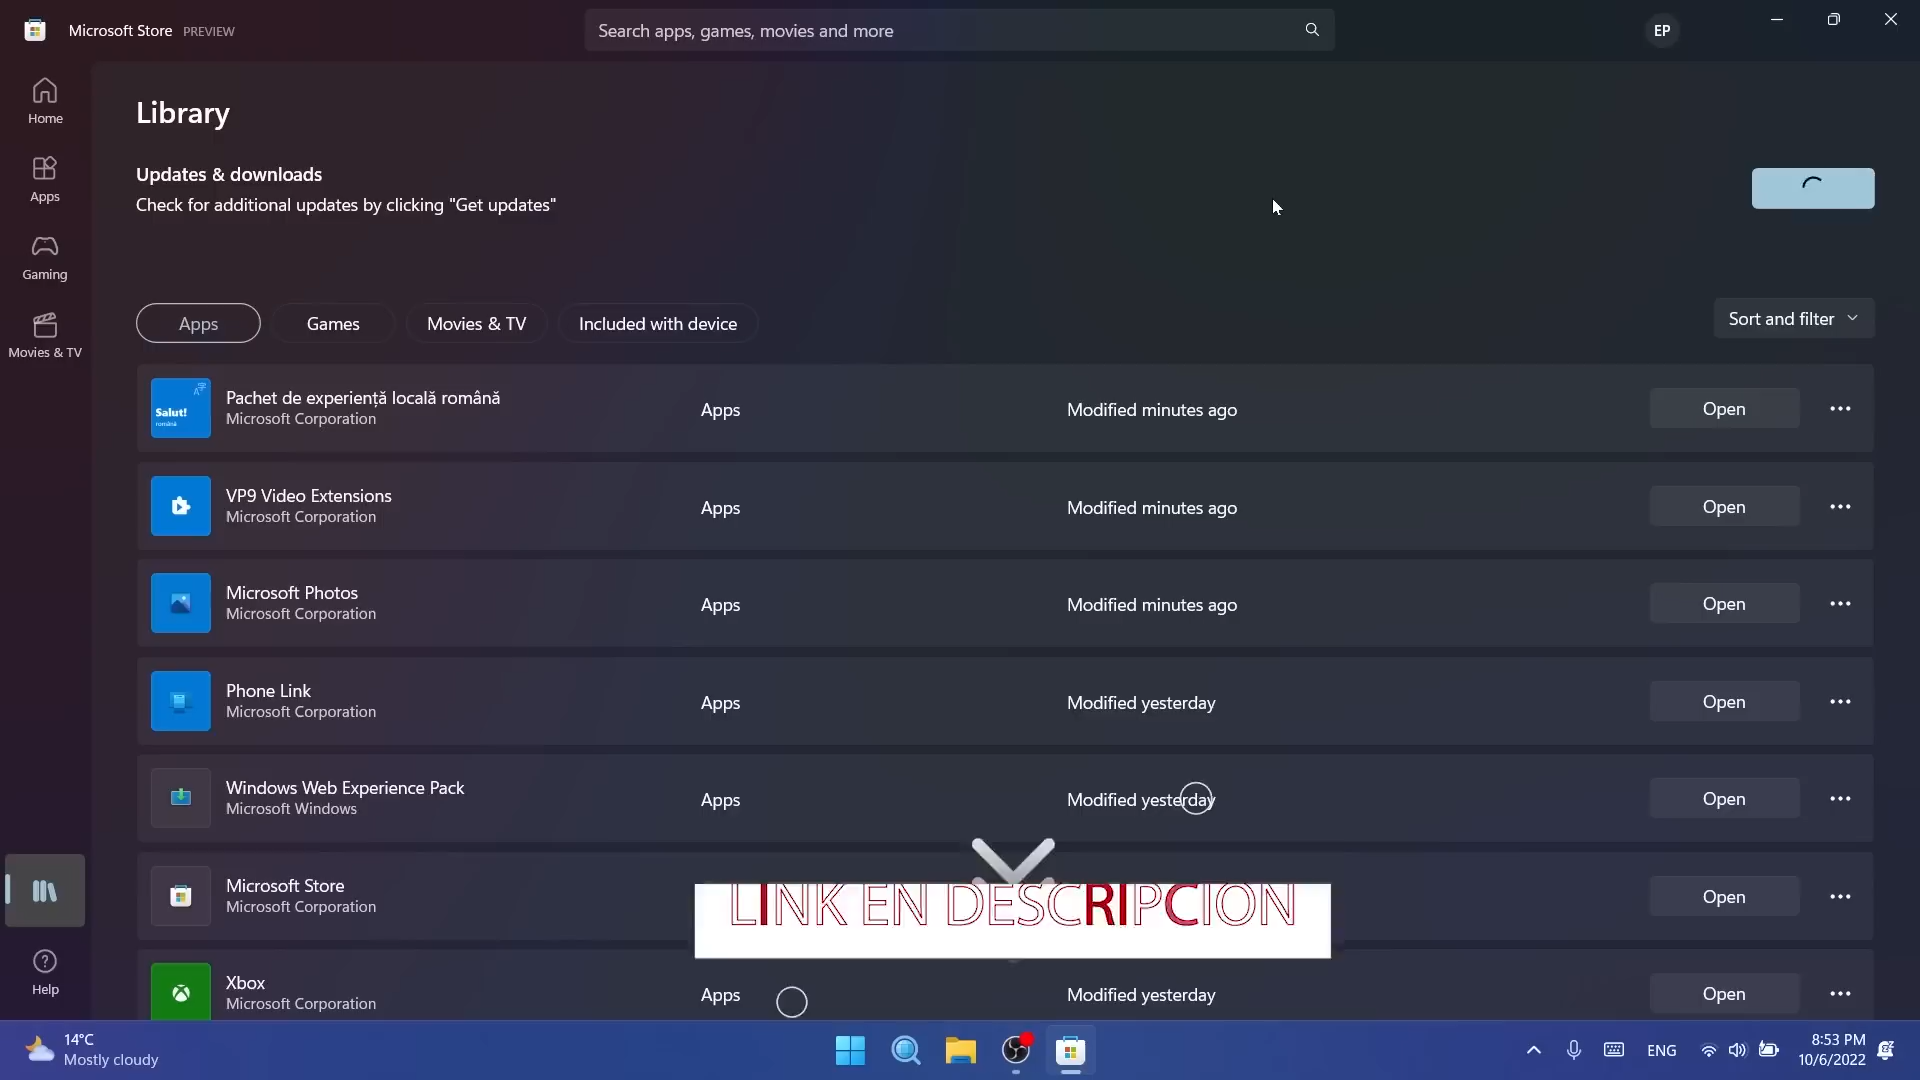 Microsoft Store PREVIEW
Search apps, games, movies and more
EP
Home
Apps
Gaming
Movies & TV
Help
Library
Updates & downloads
Check for additional updates by clicking "Get updates"
Apps Games Movies & TV Included with device
Sort and filter
Salut!
română
Pachet de experiență locală română
Microsoft Corporation
Apps
Modified minutes ago
Open
VP9 Video Extensions
Microsoft Corporation
Apps
Modified minutes ago
Open
Microsoft Photos
Microsoft Corporation
Apps
Modified minutes ago
Open
Phone Link
Microsoft Corporation
Apps
Modified yesterday
Open
Windows Web Experience Pack
Microsoft Windows
Apps
Modified yesterday
Open
Microsoft Store
Microsoft Corporation
Open
LINK EN DESCRIPCION
Xbox
Microsoft Corporation
Apps
Modified yesterday
Open
14°C
Mostly cloudy
ENG
8:53 PM
10/6/2022